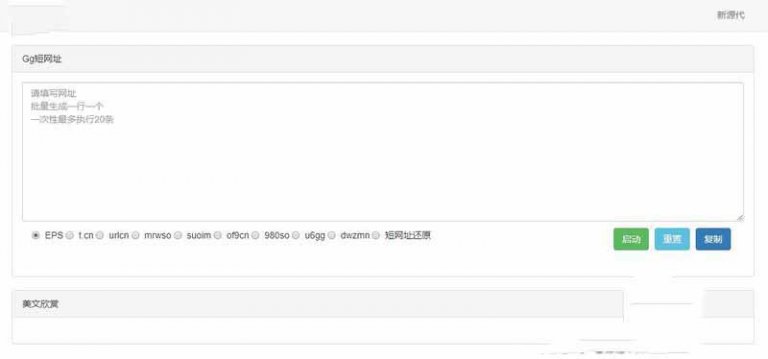 新源代
Gg短网址
请填写网址
批量生成一行一个
一次性最多执行20条
EPS t.cn urlcn mrwso suoim of9cn 980so u6gg dwzmn 短网址还原
启动 重置 复制
美文欣赏